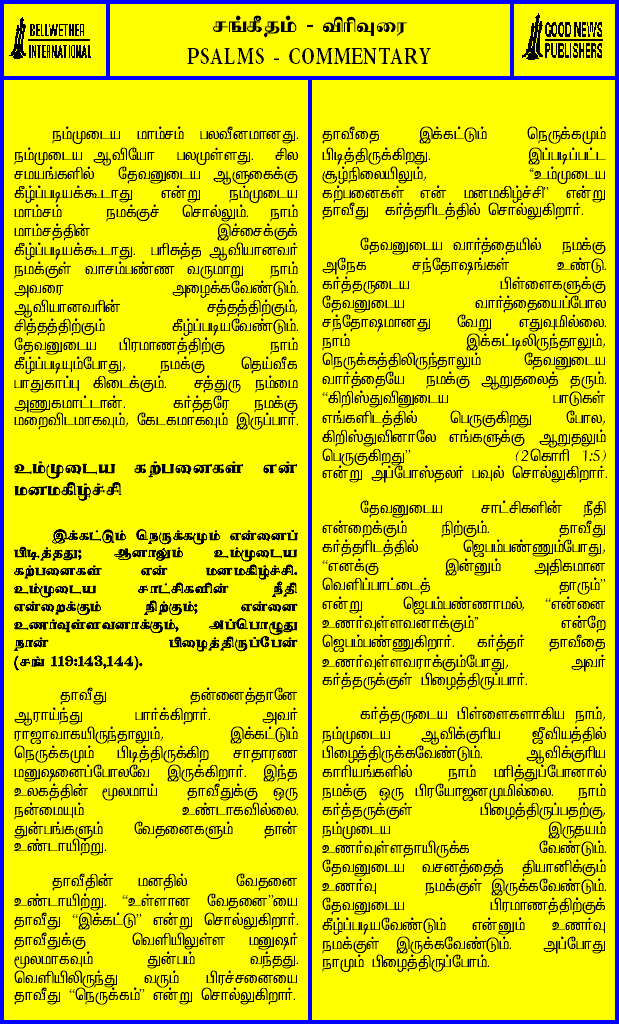 BELLWETHER
INTERNATIONAL
சங்கீதம் - விரிவுரை
PSALMS - COMMENTARY
GOOD NEWS
PUBLISHERS
நம்முடைய மாம்சம் பலவீனமானது.
நம்முடைய ஆவியோ பலமுள்ளது. சில
சமயங்களில் தேவனுடைய ஆளுகைக்கு
கீழ்ப்படியக்கூடாது என்று நம்முடைய
மாம்சம் நமக்குச் சொல்லும். நாம்
மாம்சத்தின் இச்சைக்குக்
கீழ்ப்படியக்கூடாது. பரிசுத்த ஆவியானவர்
நமக்குள் வாசம்பண்ண வருமாறு நாம்
அவரை அழைக்கவேண்டும்.
ஆவியானவரின் சத்தத்திற்கும்,
சித்தத்திற்கும் கீழ்ப்படியவேண்டும்.
தேவனுடைய பிரமாணத்திற்கு நாம்
கீழ்ப்படியும்போது, நமக்கு தெய்வீக
பாதுகாப்பு கிடைக்கும். சத்துரு நம்மை
அணுகமாட்டான். கர்த்தரே நமக்கு
மறைவிடமாகவும், கேடகமாகவும் இருப்பார்.
உம்முடைய கற்பனைகள் என்
மனமகிழ்ச்சி
இக்கட்டும் நெருக்கமும் என்னைப்
பிடித்தது; ஆனாலும் உம்முடைய
கற்பனைகள் என் மனமகிழ்ச்சி.
உம்முடைய சாட்சிகளின் நீதி
என்றைக்கும் நிற்கும்; என்னை
உணர்வுள்ளவனாக்கும், அப்பொழுது
நான் பிழைத்திருப்பேன்
(சங் 119:143,144).
தாவீது தன்னைத்தானே
ஆராய்ந்து பார்க்கிறார். அவர்
ராஜாவாகயிருந்தாலும், இக்கட்டும்
நெருக்கமும் பிடித்திருக்கிற சாதாரண
மனுஷனைப்போலவே இருக்கிறார். இந்த
உலகத்தின் மூலமாய் தாவீதுக்கு ஒரு
நன்மையும் உண்டாகவில்லை.
துன்பங்களும் வேதனைகளும் தான்
உண்டாயிற்று.
தாவீதின் மனதில் வேதனை
உண்டாயிற்று. “உள்ளான வேதனை”யை
தாவீது “இக்கட்டு” என்று சொல்லுகிறார்.
தாவீதுக்கு வெளியிலுள்ள மனுஷர்
மூலமாகவும் துன்பம் வந்தது.
வெளியிலிருந்து வரும் பிரச்சனையை
தாவீது “நெருக்கம்” என்று சொல்லுகிறார்.
தாவீதை இக்கட்டும் நெருக்கமும்
பிடித்திருக்கிறது. இப்படிப்பட்ட
சூழ்நிலையிலும், “உம்முடைய
கற்பனைகள் என் மனமகிழ்ச்சி” என்று
தாவீது கர்த்தரிடத்தில் சொல்லுகிறார்.
தேவனுடைய வார்த்தையில் நமக்கு
அநேக சந்தோஷங்கள் உண்டு.
கர்த்தருடைய பிள்ளைகளுக்கு
தேவனுடைய வார்த்தையைப்போல
சந்தோஷமானது வேறு எதுவுமில்லை.
நாம் இக்கட்டிலிருந்தாலும்,
நெருக்கத்திலிருந்தாலும் தேவனுடைய
வார்த்தையே நமக்கு ஆறுதலைத் தரும்.
“கிறிஸ்துவினுடைய பாடுகள்
எங்களிடத்தில் பெருகுகிறது போல,
கிறிஸ்துவினாலே எங்களுக்கு ஆறுதலும்
பெருகுகிறது” (2கொரி 1:5)
என்று அப்போஸ்தலர் பவுல் சொல்லுகிறார்.
தேவனுடைய சாட்சிகளின் நீதி
என்றைக்கும் நிற்கும். தாவீது
கர்த்தரிடத்தில் ஜெபம்பண்ணும்போது,
“எனக்கு இன்னும் அதிகமான
வெளிப்பாட்டைத் தாரும்”
என்று ஜெபம்பண்ணாமல், “என்னை
உணர்வுள்ளவனாக்கும்” என்றே
ஜெபம்பண்ணுகிறார். கர்த்தர் தாவீதை
உணர்வுள்ளவராக்கும்போது, அவர்
கர்த்தருக்குள் பிழைத்திருப்பார்.
கர்த்தருடைய பிள்ளைகளாகிய நாம்,
நம்முடைய ஆவிக்குரிய ஜீவியத்தில்
பிழைத்திருக்கவேண்டும். ஆவிக்குரிய
காரியங்களில் நாம் மரித்துப்போனால்
நமக்கு ஒரு பிரயோஜனமுமில்லை. நாம்
கர்த்தருக்குள் பிழைத்திருப்பதற்கு,
நம்முடைய இருதயம்
உணர்வுள்ளதாயிருக்க வேண்டும்.
தேவனுடைய வசனத்தைத் தியானிக்கும்
உணர்வு நமக்குள் இருக்கவேண்டும்.
தேவனுடைய பிரமாணத்திற்குக்
கீழ்ப்படியவேண்டும் என்னும் உணர்வு
நமக்குள் இருக்கவேண்டும். அப்போது
நாமும் பிழைத்திருப்போம்.